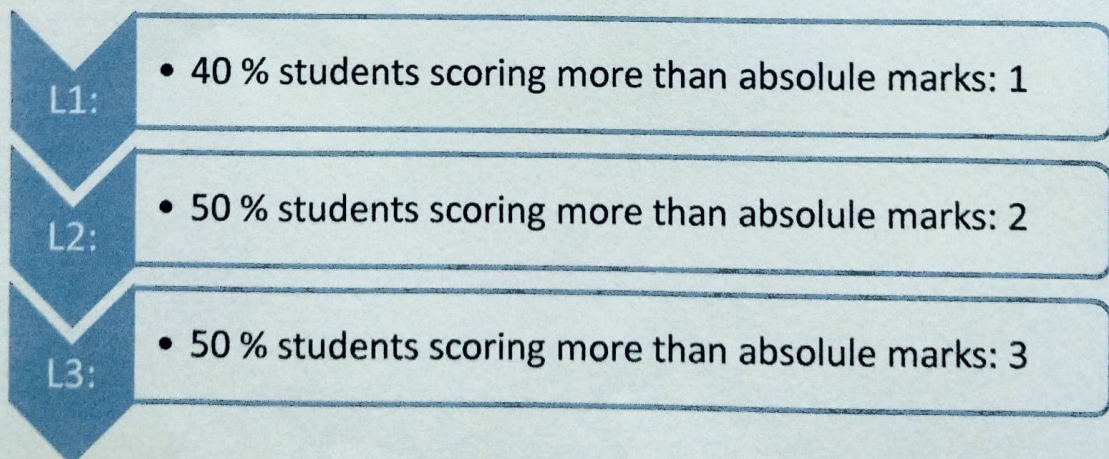 L1:
• 40 % students scoring more than absolule marks: 1
L2:
• 50 % students scoring more than absolule marks: 2
L3:
• 50 % students scoring more than absolule marks: 3